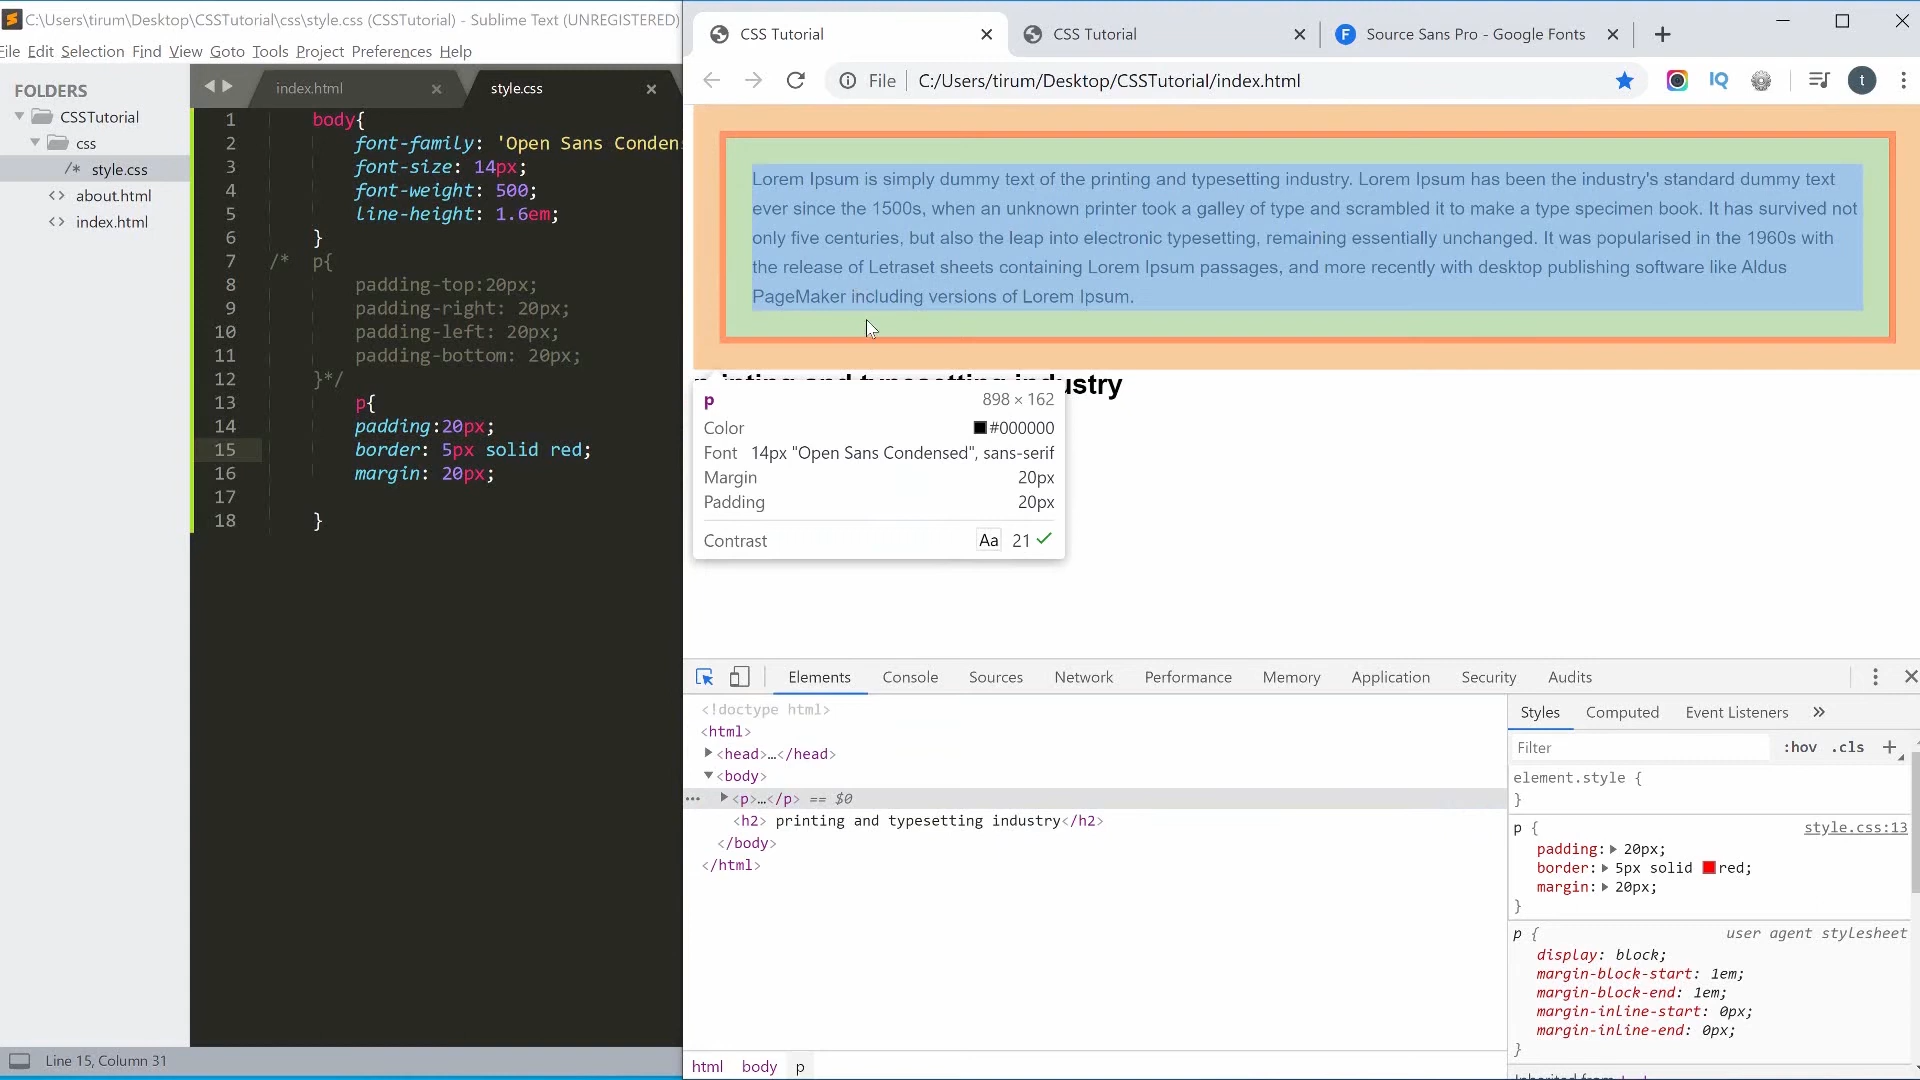 C:\Users\tirum\Desktop\CSSTutorial\css\style.css (CSSTutorial) - Sublime Text (UNREGISTERED)
File Edit Selection Find View Goto Tools Project Preferences Help
FOLDERS
CSSTutorial
css
/* style.css
<> about.html
<> index.html
index.html
style.css
1 body{
2 font-family: 'Open Sans Conden
3 font-size: 14px;
4 font-weight: 500;
5 line-height: 1.6em;
6 }
7 /* p{
8 padding-top:20px;
9 padding-right: 20px;
10 padding-left: 20px;
11 padding-bottom: 20px;
12 }*/
13 p{
14 padding:20px;
15 border: 5px solid red;
16 margin: 20px;
17
18 }
Line 15, Column 31
CSS Tutorial
CSS Tutorial
F Source Sans Pro - Google Fonts
File C:/Users/tirum/Desktop/CSSTutorial/index.html
IQ
t
Lorem Ipsum is simply dummy text of the printing and typesetting industry. Lorem Ipsum has been the industry's standard dummy text
ever since the 1500s, when an unknown printer took a galley of type and scrambled it to make a type specimen book. It has survived not
only five centuries, but also the leap into electronic typesetting, remaining essentially unchanged. It was popularised in the 1960s with
the release of Letraset sheets containing Lorem Ipsum passages, and more recently with desktop publishing software like Aldus
PageMaker including versions of Lorem Ipsum.
printing and typesetting industry
p 898 × 162
Color #000000
Font 14px "Open Sans Condensed", sans-serif
Margin 20px
Padding 20px
Contrast Aa 21
Elements Console Sources Network Performance Memory Application Security Audits
<!doctype html>
<html>
<head>…</head>
<body>
<p>…</p> == $0
<h2> printing and typesetting industry</h2>
</body>
</html>
html body p
Styles Computed Event Listeners »
Filter :hov .cls +
element.style {
}
p { style.css:13
padding: 20px;
border: 5px solid red;
margin: 20px;
}
p { user agent stylesheet
display: block;
margin-block-start: 1em;
margin-block-end: 1em;
margin-inline-start: 0px;
margin-inline-end: 0px;
}
Inherited from